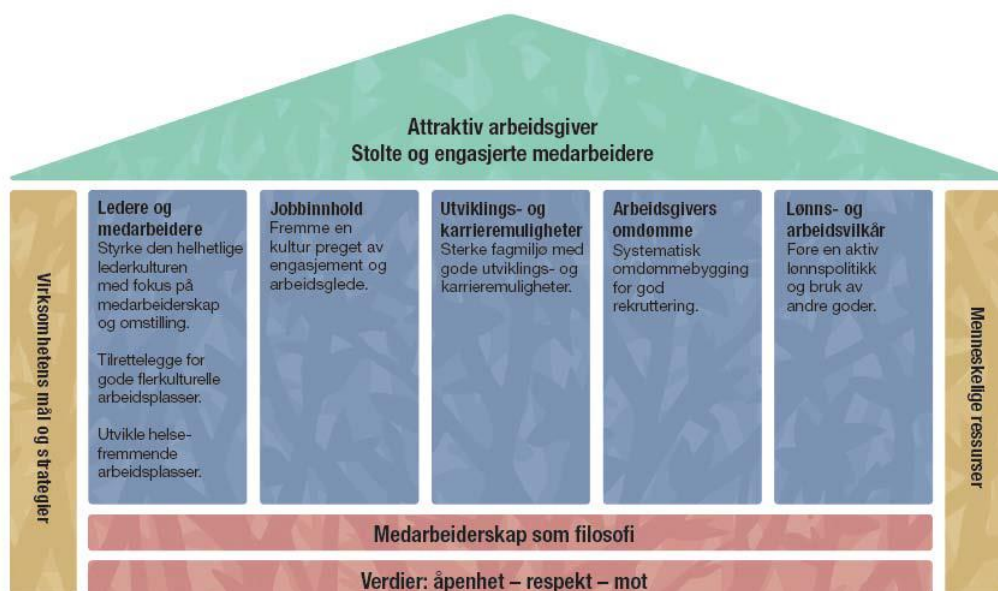 Attraktiv arbeidsgiver
Stolte og engasjerte medarbeidere
Virksomhetens mål og strategier
Ledere og
medarbeidere
Styrke den helhetlige
lederkulturen
med fokus på
medarbeiderskap
og omstilling.
Tilrettelegge for
gode flerkulturelle
arbeidsplasser.
Utvikle helse-
fremmende
arbeidsplasser.
Jobbinnhold
Fremme en
kultur preget av
engasjement og
arbeidsglede.
Utviklings- og
karrieremuligheter
Sterke fagmiljø med
gode utviklings- og
karrieremuligheter.
Arbeidsgivers
omdømme
Systematisk
omdømmebygging
for god
rekruttering.
Lønns- og
arbeidsvilkår
Føre en aktiv
lønnspolitikk
og bruk av
andre goder.
Menneskelige ressurser
Medarbeiderskap som filosofi
Verdier: åpenhet – respekt – mot